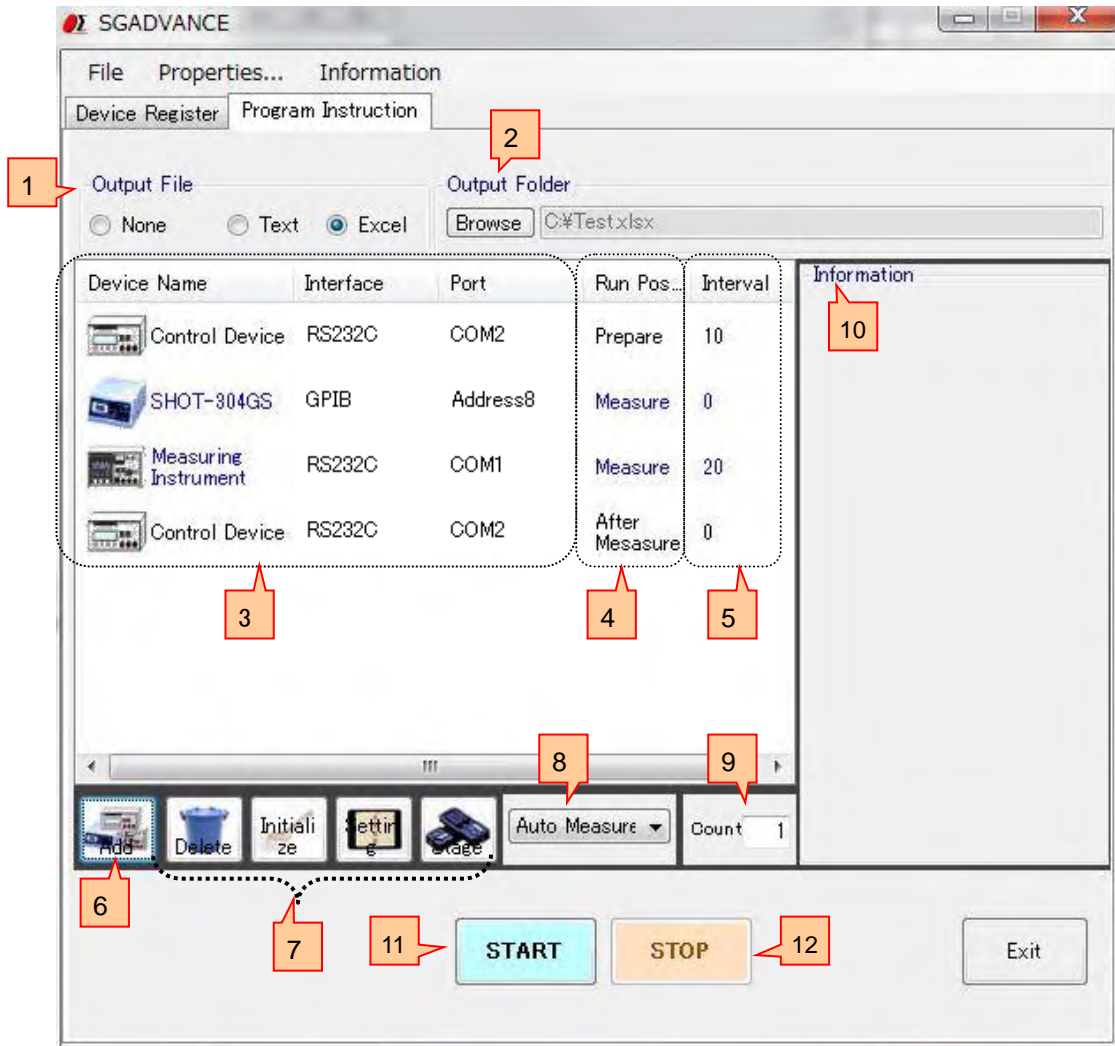 SGADVANCE
File Properties... Information
Device Register Program Instruction
2
1
Output File Output Folder
None Text Excel Browse C:¥Test.xlsx
Device Name Interface Port Run Pos... Interval Information
10
Control Device RS232C COM2 Prepare 10
SHOT-304GS GPIB Address8 Measure 0
Measuring
Instrument RS232C COM1 Measure 20
Control Device RS232C COM2 After
Mesasure 0
3 4 5
8 9
Add Delete Initiali
ze Settin
g Stage Auto Measure Count 1
6
7 11 START STOP 12 Exit